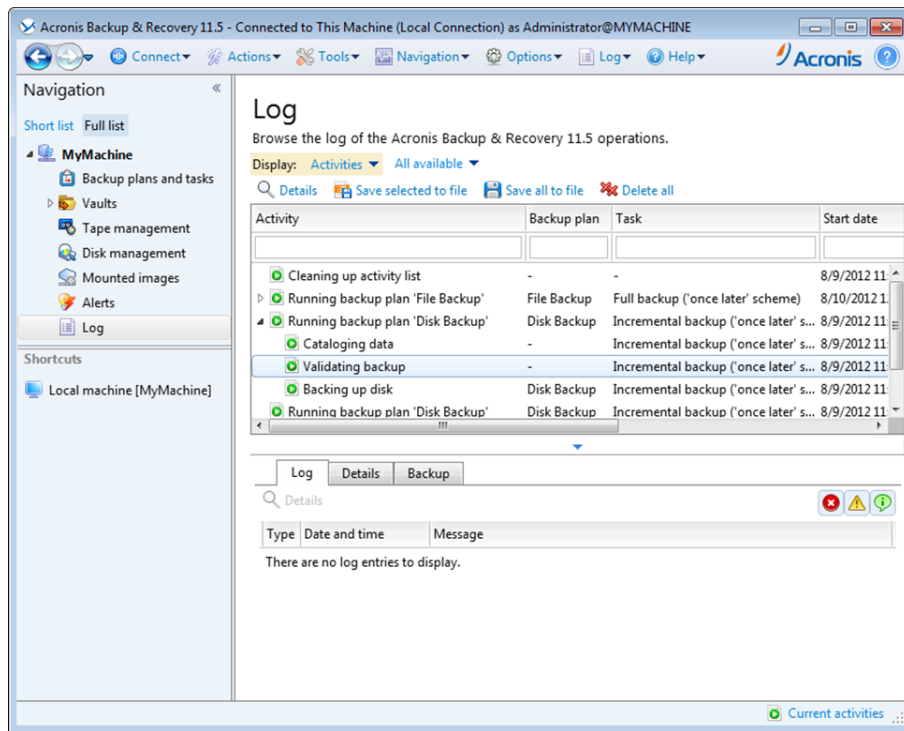 Acronis Backup & Recovery 11.5 - Connected to This Machine (Local Connection) as Administrator@MYMACHINE
Connect Actions Tools Navigation Options Log Help Acronis
Navigation
Short list Full list
MyMachine
Backup plans and tasks
Vaults
Tape management
Disk management
Mounted images
Alerts
Log
Shortcuts
Local machine [MyMachine]
Log
Browse the log of the Acronis Backup & Recovery 11.5 operations.
Display: Activities All available
Details Save selected to file Save all to file Delete all
Activity Backup plan Task Start date
Cleaning up activity list - - 8/9/2012 11:
Running backup plan 'File Backup' File Backup Full backup ('once later' scheme) 8/10/2012 1
Running backup plan 'Disk Backup' Disk Backup Incremental backup ('once later' s... 8/9/2012 11:
Cataloging data - Incremental backup ('once later' s... 8/9/2012 11:
Validating backup - Incremental backup ('once later' s... 8/9/2012 11:
Backing up disk Disk Backup Incremental backup ('once later' s... 8/9/2012 11:
Running backup plan 'Disk Backup' Disk Backup Incremental backup ('once later' s... 8/9/2012 11:
Log Details Backup
Details
Type Date and time Message
There are no log entries to display.
Current activities